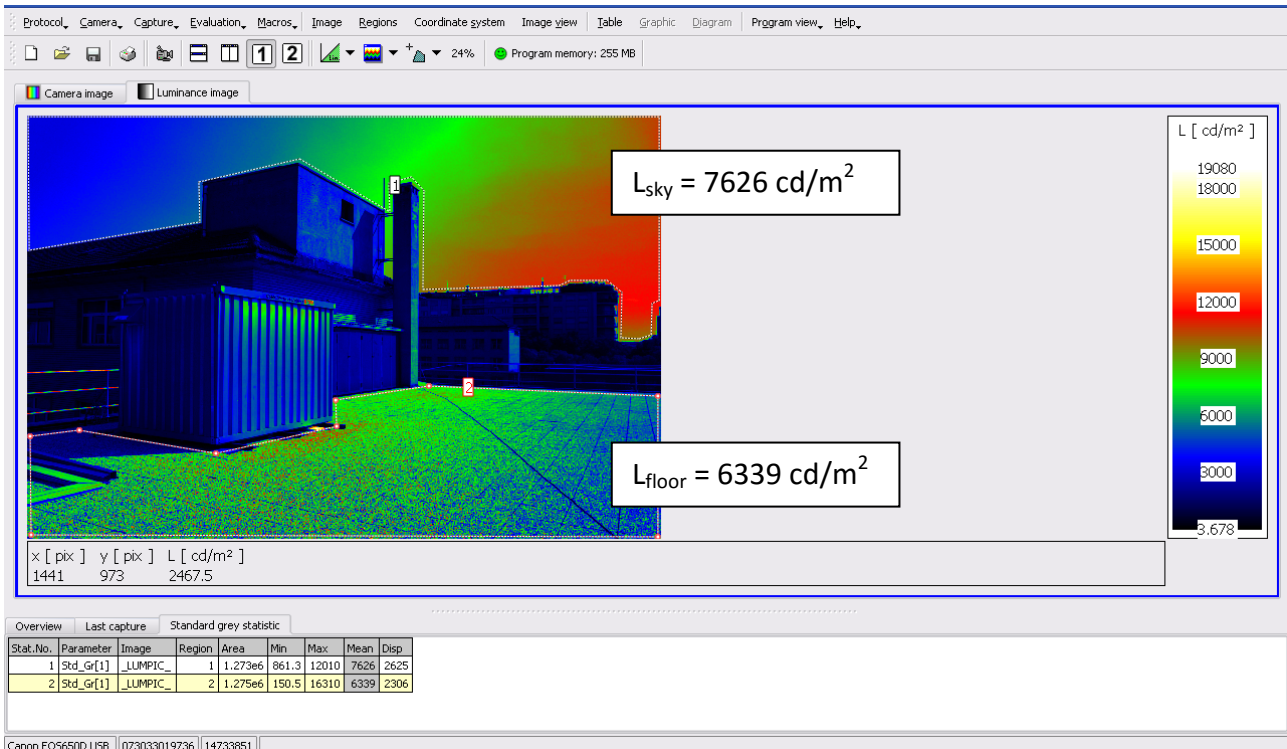 Protocol Camera Capture Evaluation Macros Image Regions Coordinate system Image view Table Graphic Diagram Program view Help
1 2 Lin 24% Program memory: 255 MB
Camera image Luminance image
L [ cd/m² ]
1
L_sky = 7626 cd/m²
19080
18000
15000
12000
9000
2
6000
L_floor = 6339 cd/m²
3000
3.678
x [ pix ] y [ pix ] L [ cd/m² ]
1441 973 2467.5
Overview Last capture Standard grey statistic
Stat.No. Parameter Image Region Area Min Max Mean Disp
1 Std_Gr[1] _LUMPIC_ 1 1.273e6 861.3 12010 7626 2625
2 Std_Gr[1] _LUMPIC_ 2 1.275e6 150.5 16310 6339 2306
Canon EOS650D USB 073033019736 14733851